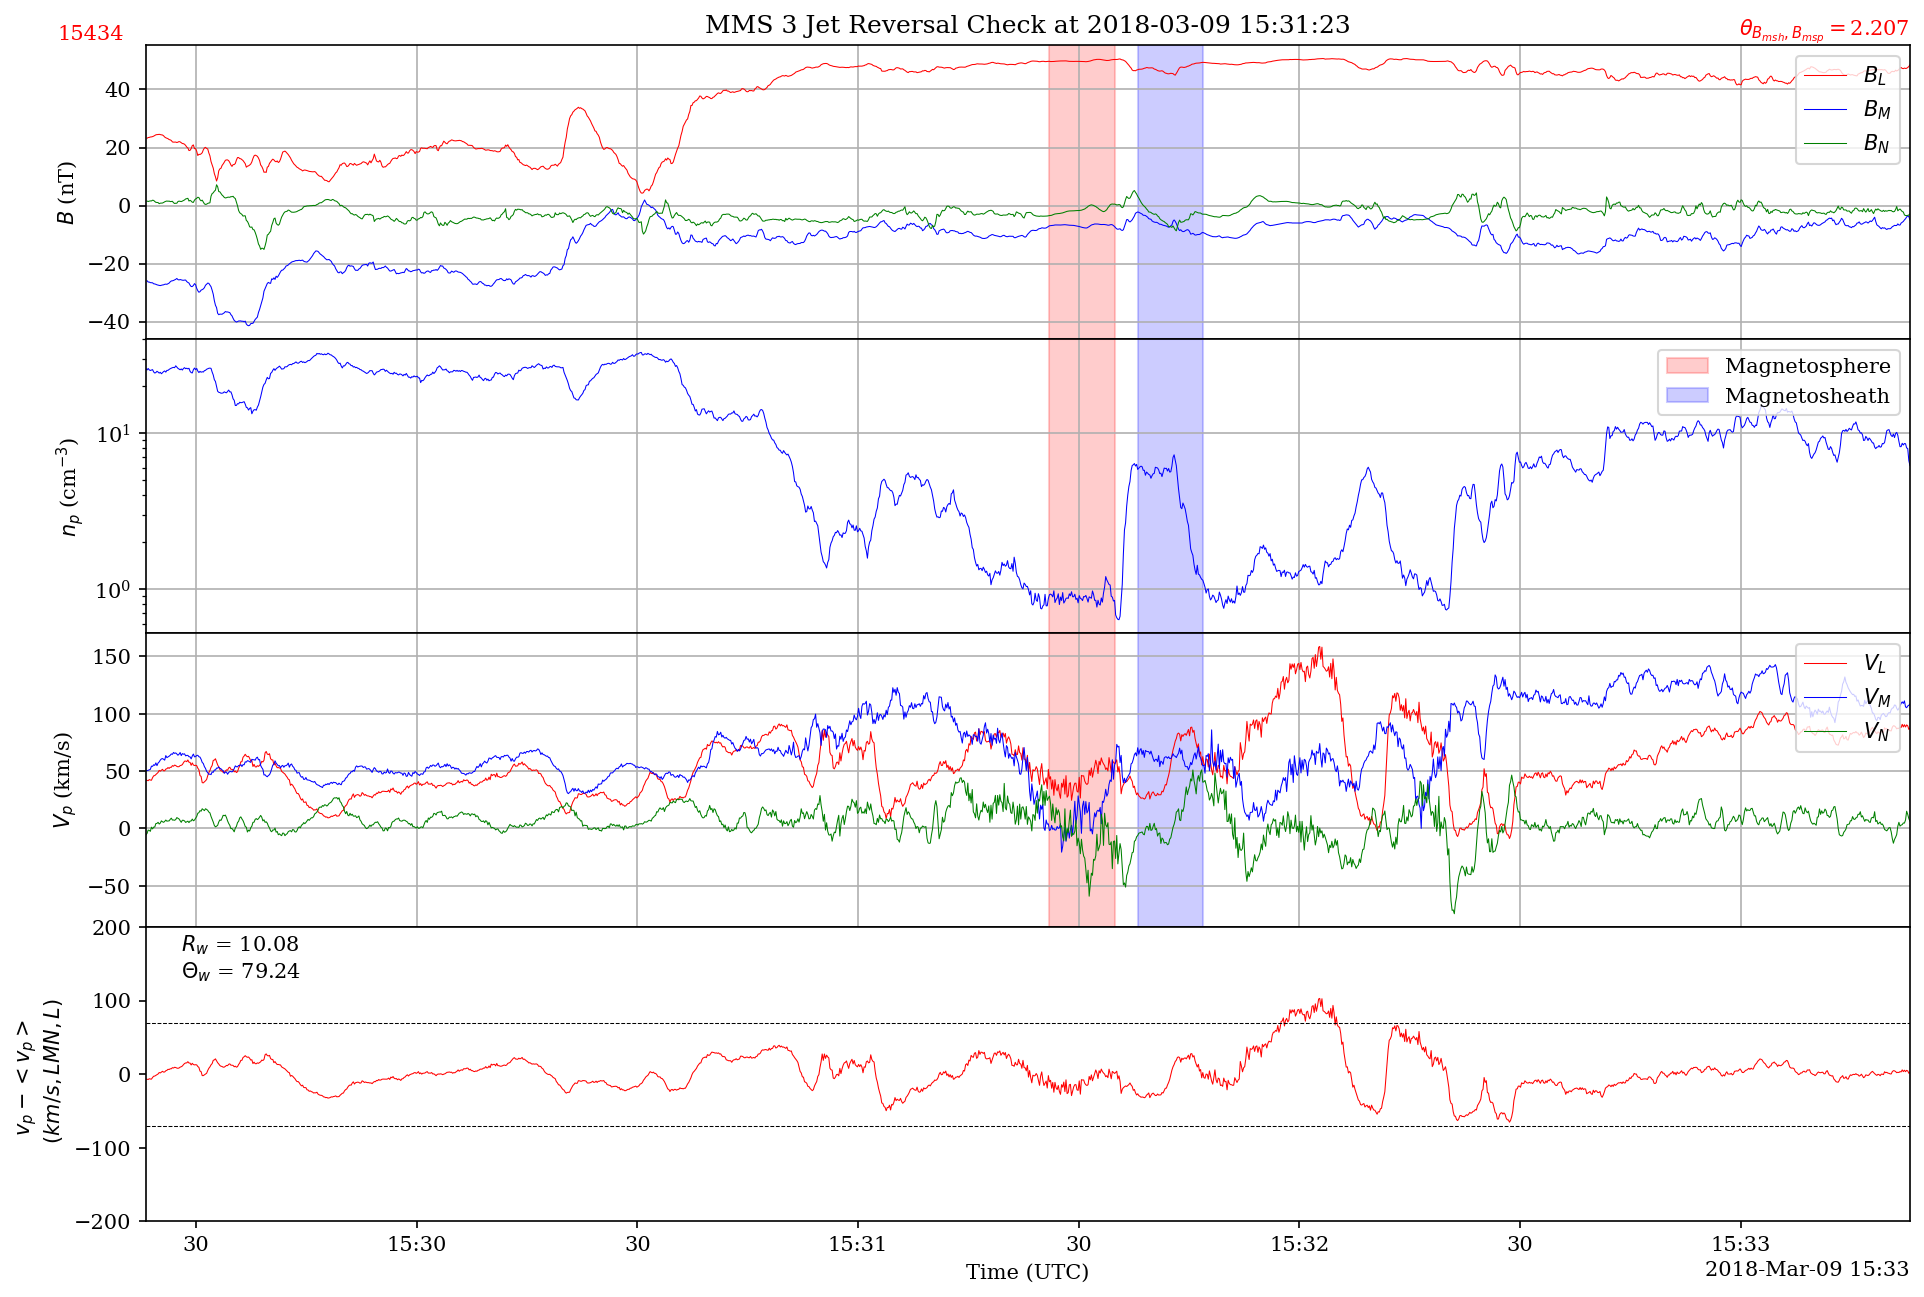 15434
MMS 3 Jet Reversal Check at 2018-03-09 15:31:23
θ_{B_{msh}, B_{msp}} = 2.207
B (nT)
40
20
0
−20
−40
B_L
B_M
B_N
n_p (cm^{−3})
10^1
10^0
Magnetosphere
Magnetosheath
V_p (km/s)
150
100
50
0
−50
V_L
V_M
V_N
v_p − < v_p >
(km/s, LMN, L)
200
100
0
−100
−200
R_w = 10.08
Θ_w = 79.24
30 15:30 30 15:31 30 15:32 30 15:33
Time (UTC)
2018-Mar-09 15:33